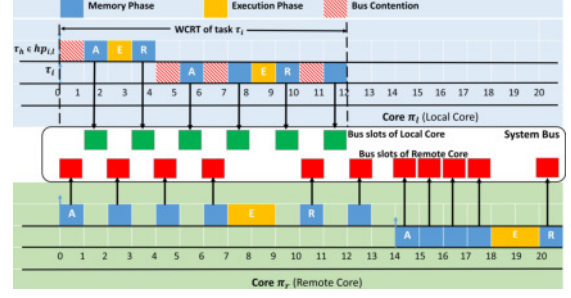 Memory Phase Execution Phase Bus Contention
WCRT of task τi
τh ∈ hpi,l A E R
τi A E R
0 1 2 3 4 5 6 7 8 9 10 11 12 13 14 15 16 17 18 19 20
Core πl (Local Core)
Bus slots of Local Core System Bus
Bus slots of Remote Core
A E R A E R
0 1 2 3 4 5 6 7 8 9 10 11 12 13 14 15 16 17 18 19 20
Core πr (Remote Core)